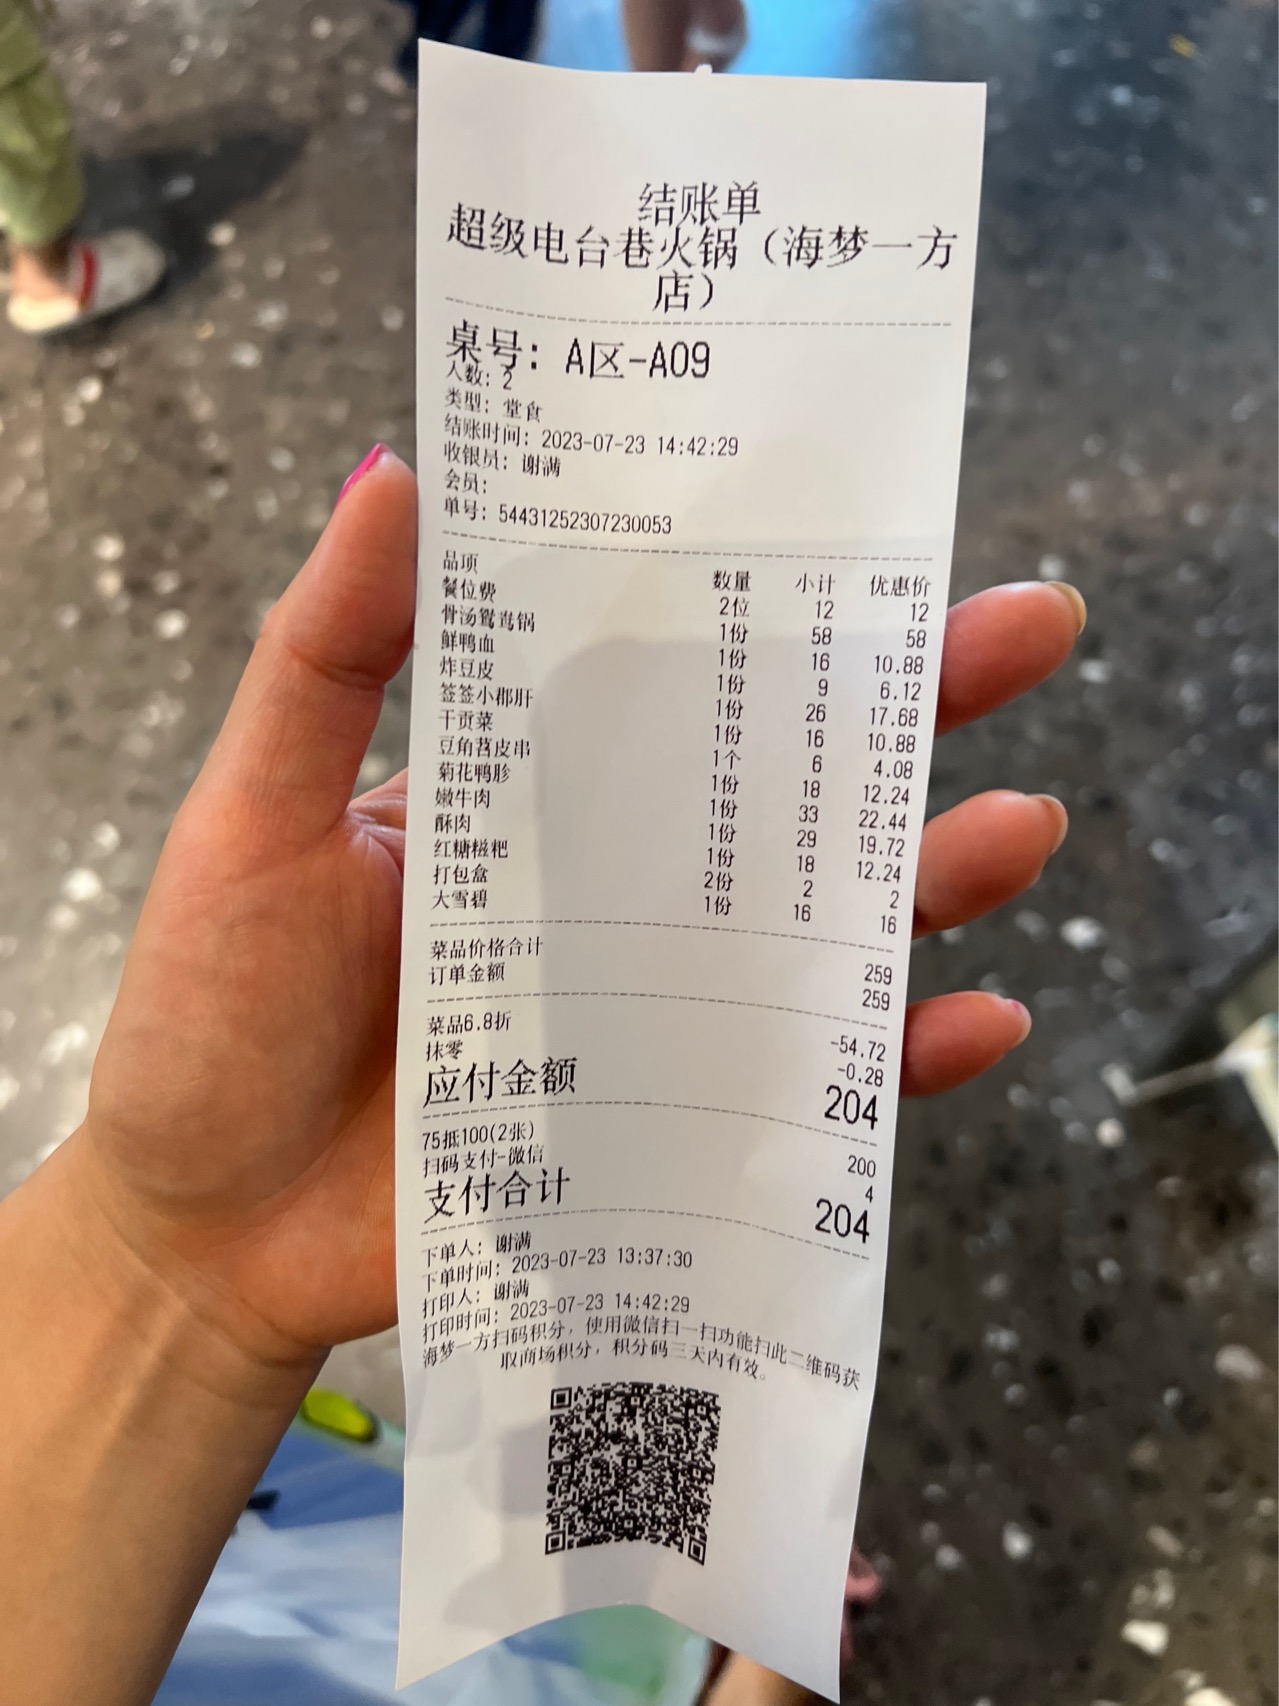 结账单
超级电台巷火锅（海梦一方
店）
桌号：A区-A09
人数：2
类型：堂食
结账时间：2023-07-23 14:42:29
收银员：谢满
会员：
单号：54431252307230053
品项 数量 小计 优惠价
餐位费 2位 12 12
骨汤鸳鸯锅 1份 58 58
鲜鸭血 1份 16 10.88
炸豆皮 1份 9 6.12
签签小郡肝 1份 26 17.68
干贡菜 1份 16 10.88
豆角苕皮串 1个 6 4.08
菊花鸭胗 1份 18 12.24
嫩牛肉 1份 33 22.44
酥肉 1份 29 19.72
红糖糍粑 1份 18 12.24
打包盒 2份 2 2
大雪碧 1份 16 16
菜品价格合计 259
订单金额 259
菜品6.8折 -54.72
抹零 -0.28
应付金额 204
75抵100(2张) 200
扫码支付-微信 4
支付合计 204
下单人：谢满
下单时间：2023-07-23 13:37:30
打印人：谢满
打印时间：2023-07-23 14:42:29
海梦一方扫码积分，使用微信扫一扫功能扫此二维码获
取商场积分，积分码三天内有效。